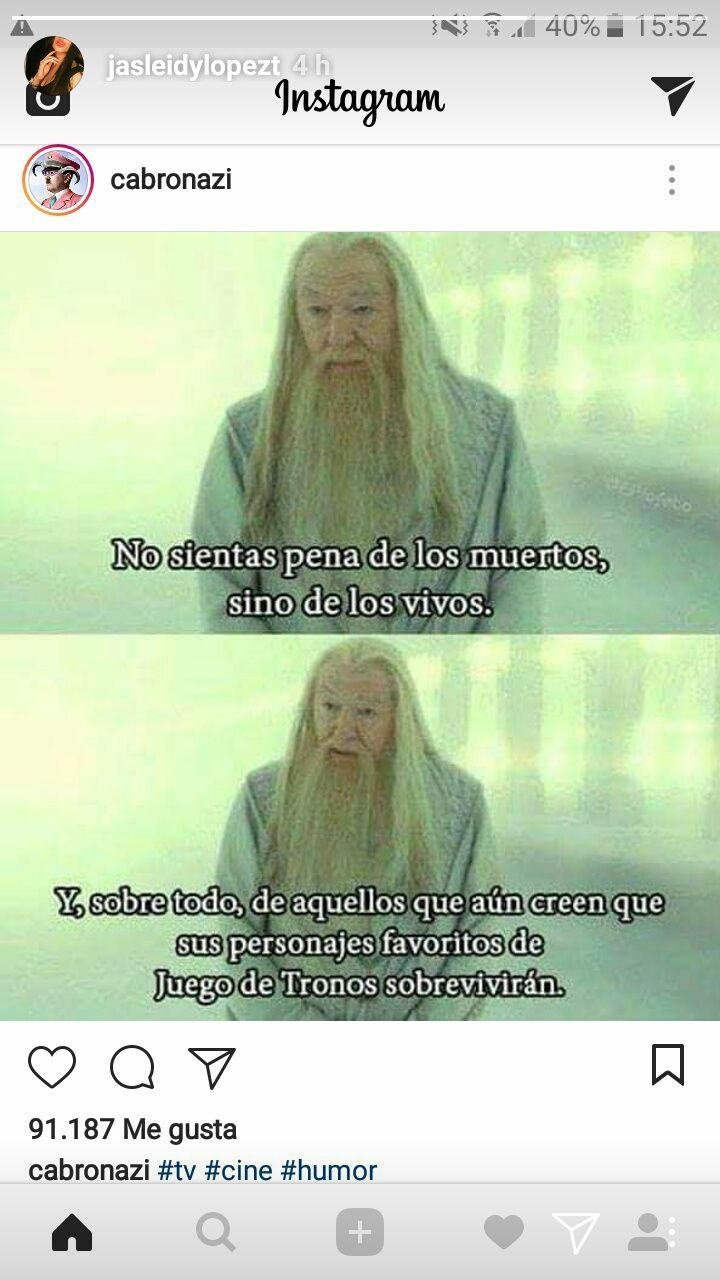 40% 15:52
jasleidylopezt 4 h
Instagram
cabronazi
No sientas pena de los muertos,
sino de los vivos.
Y, sobre todo, de aquellos que aún creen que
sus personajes favoritos de
Juego de Tronos sobrevivirán.
91.187 Me gusta
cabronazi #tv #cine #humor